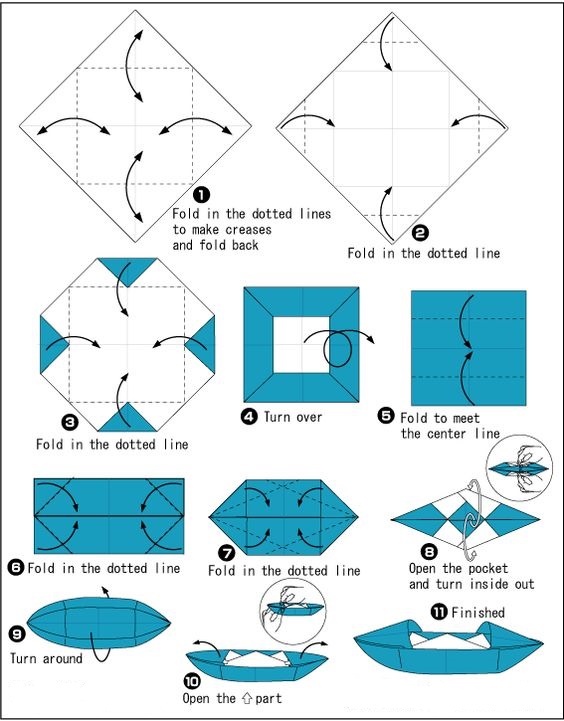 1
Fold in the dotted lines
to make creases
and fold back
2
Fold in the dotted line
3
Fold in the dotted line
4 Turn over
5 Fold to meet
the center line
6 Fold in the dotted line
7
Fold in the dotted line
8
Open the pocket
and turn inside out
9
Turn around
10
Open the ⇧ part
11 Finished